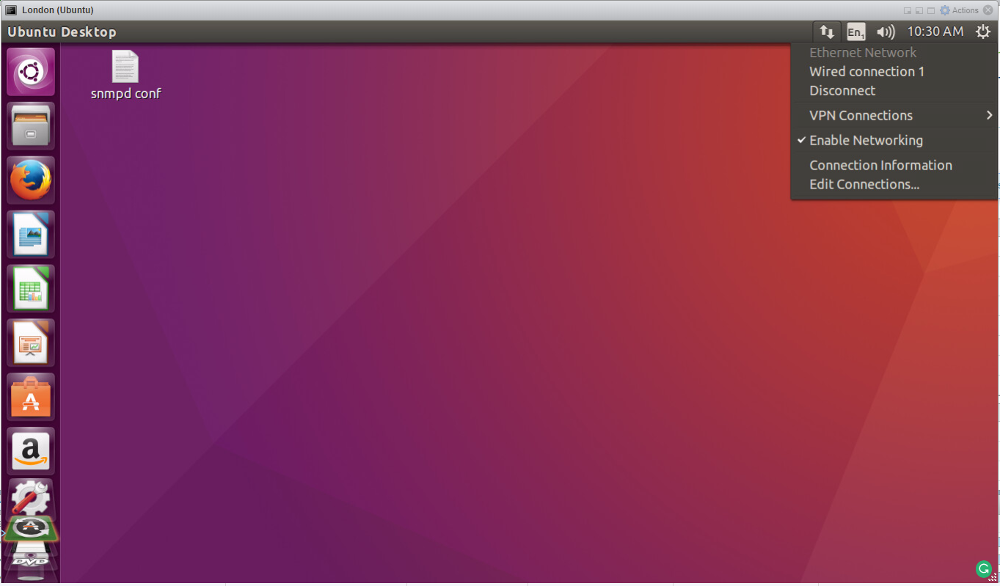 London (Ubuntu)
Actions
Ubuntu Desktop
En1
10:30 AM
snmpd conf
Ethernet Network
Wired connection 1
Disconnect
VPN Connections
Enable Networking
Connection Information
Edit Connections...
a
DVD